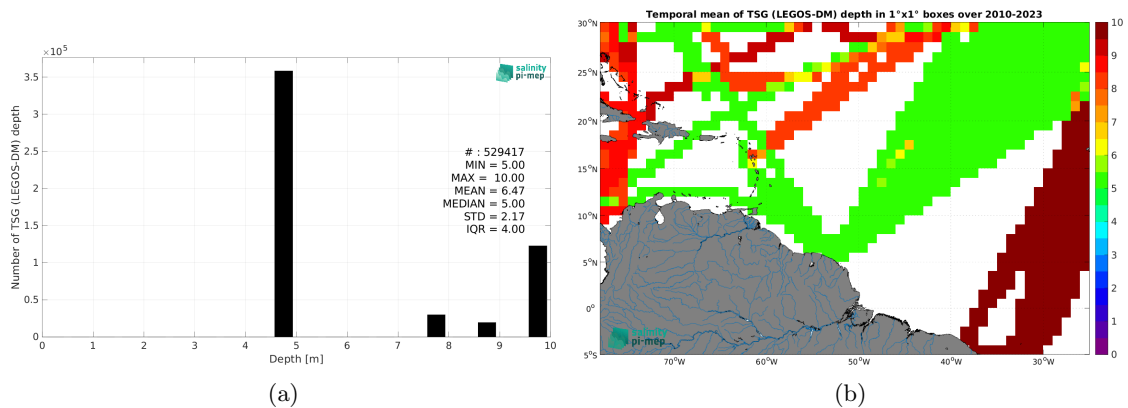 ×10⁵
3.5
3
2.5
2
1.5
1
0.5
0
0 1 2 3 4 5 6 7 8 9 10
Number of TSG (LEGOS-DM) depth
Depth [m]
salinity
pi-mep
# : 529417
MIN = 5.00
MAX = 10.00
MEAN = 6.47
MEDIAN = 5.00
STD = 2.17
IQR = 4.00
(a)
Temporal mean of TSG (LEGOS-DM) depth in 1°x1° boxes over 2010-2023
30°N
25°N
20°N
15°N
10°N
5°N
0°
5°S
70°W 60°W 50°W 40°W 30°W
salinity
pi-mep
10
9
8
7
6
5
4
3
2
1
0
(b)